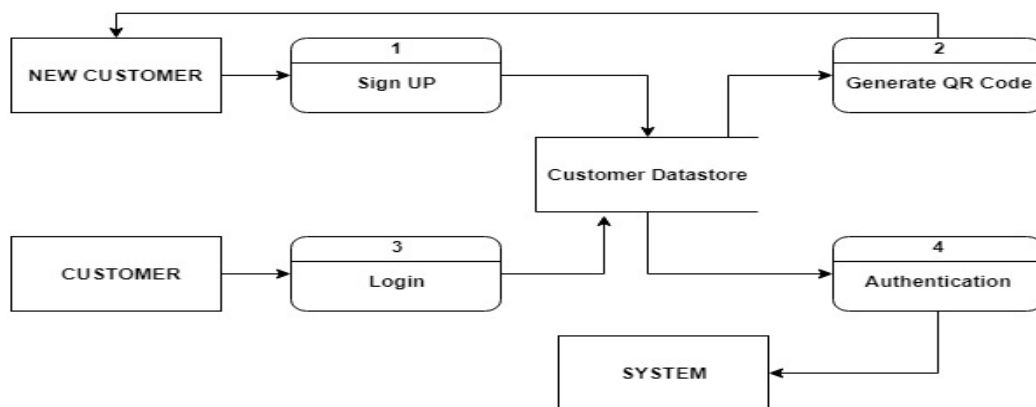 1
2
NEW CUSTOMER
Sign UP
Generate QR Code
Customer Datastore
3
4
CUSTOMER
Login
Authentication
SYSTEM